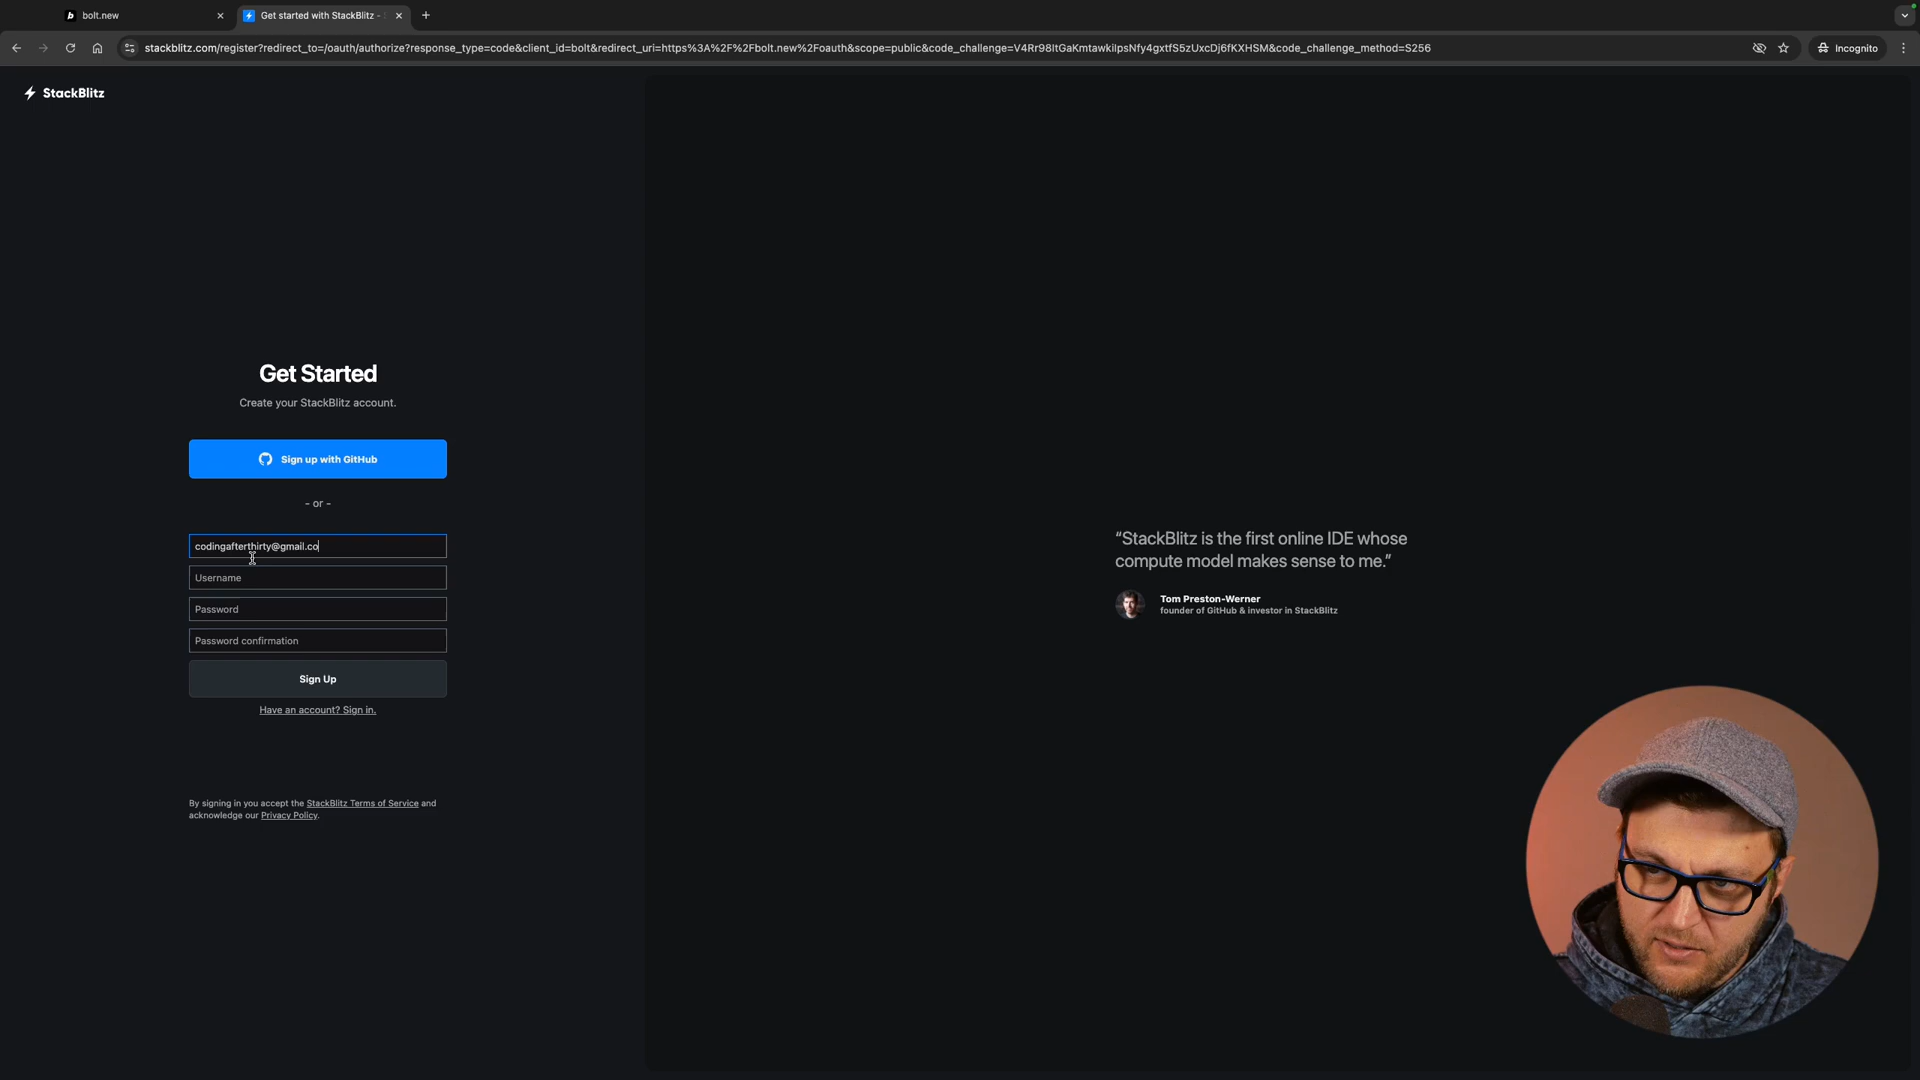 bolt.new
Get started with StackBlitz -
stackblitz.com/register?redirect_to=/oauth/authorize?response_type=code&client_id=bolt&redirect_uri=https%3A%2F%2Fbolt.new%2Foauth&scope=public&code_challenge=V4Rr98ItGaKmtawkiIpsNfy4gxtfS5zUxcDj6fKXHSM&code_challenge_method=S256
Incognito
StackBlitz
Get Started
Create your StackBlitz account.
Sign up with GitHub
- or -
codingafterthirty@gmail.co
Username
Password
Password confirmation
Sign Up
Have an account? Sign in.
By signing in you accept the StackBlitz Terms of Service and
acknowledge our Privacy Policy.
“StackBlitz is the first online IDE whose
compute model makes sense to me.”
Tom Preston-Werner
founder of GitHub & investor in StackBlitz